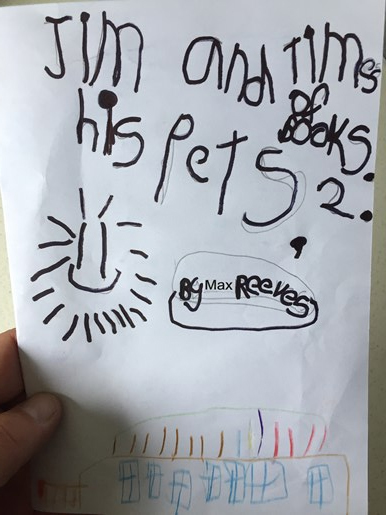 Jim and Times
of
his Books.
Pets 2.
By Max Reeves